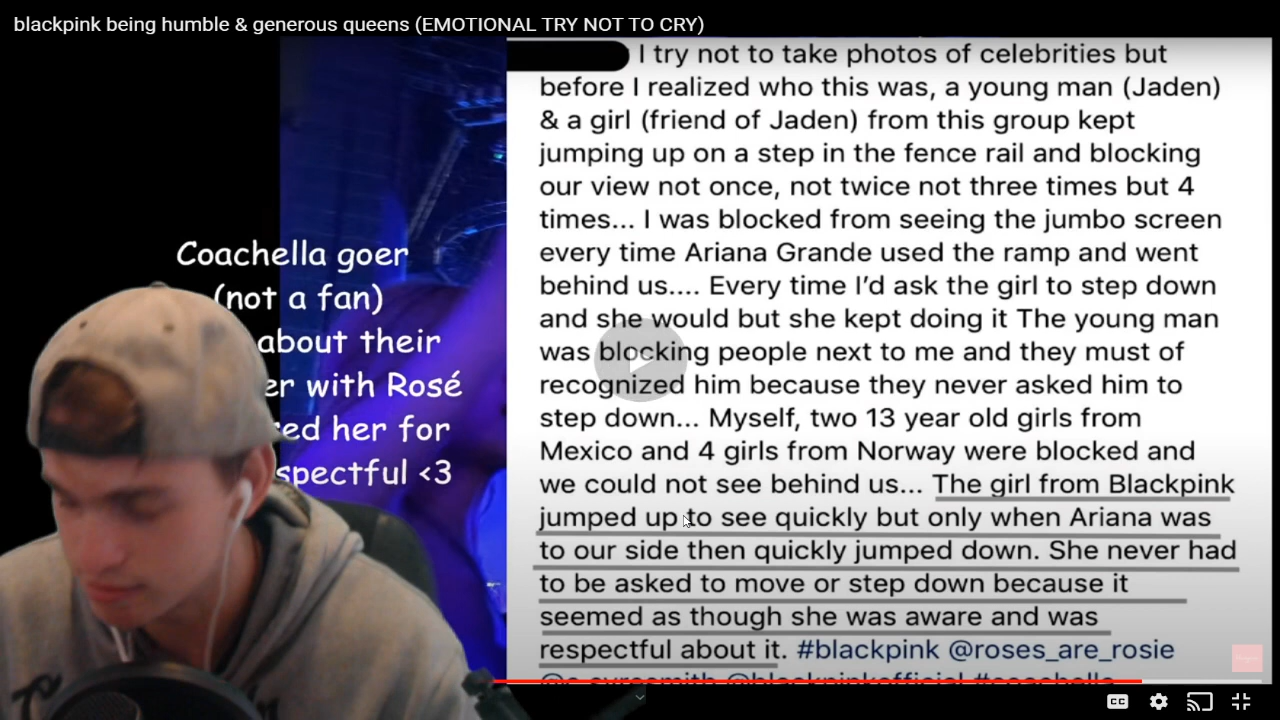 blackpink being humble & generous queens (EMOTIONAL TRY NOT TO CRY)
Coachella goer
(not a fan)
about their
er with Rosé
red her for
spectful <3
I try not to take photos of celebrities but
before I realized who this was, a young man (Jaden)
& a girl (friend of Jaden) from this group kept
jumping up on a step in the fence rail and blocking
our view not once, not twice not three times but 4
times... I was blocked from seeing the jumbo screen
every time Ariana Grande used the ramp and went
behind us.... Every time I'd ask the girl to step down
and she would but she kept doing it The young man
was blocking people next to me and they must of
recognized him because they never asked him to
step down... Myself, two 13 year old girls from
Mexico and 4 girls from Norway were blocked and
we could not see behind us... The girl from Blackpink
jumped up to see quickly but only when Ariana was
to our side then quickly jumped down. She never had
to be asked to move or step down because it
seemed as though she was aware and was
respectful about it. #blackpink @roses_are_rosie
@blackpinkofficial #coachella
CC